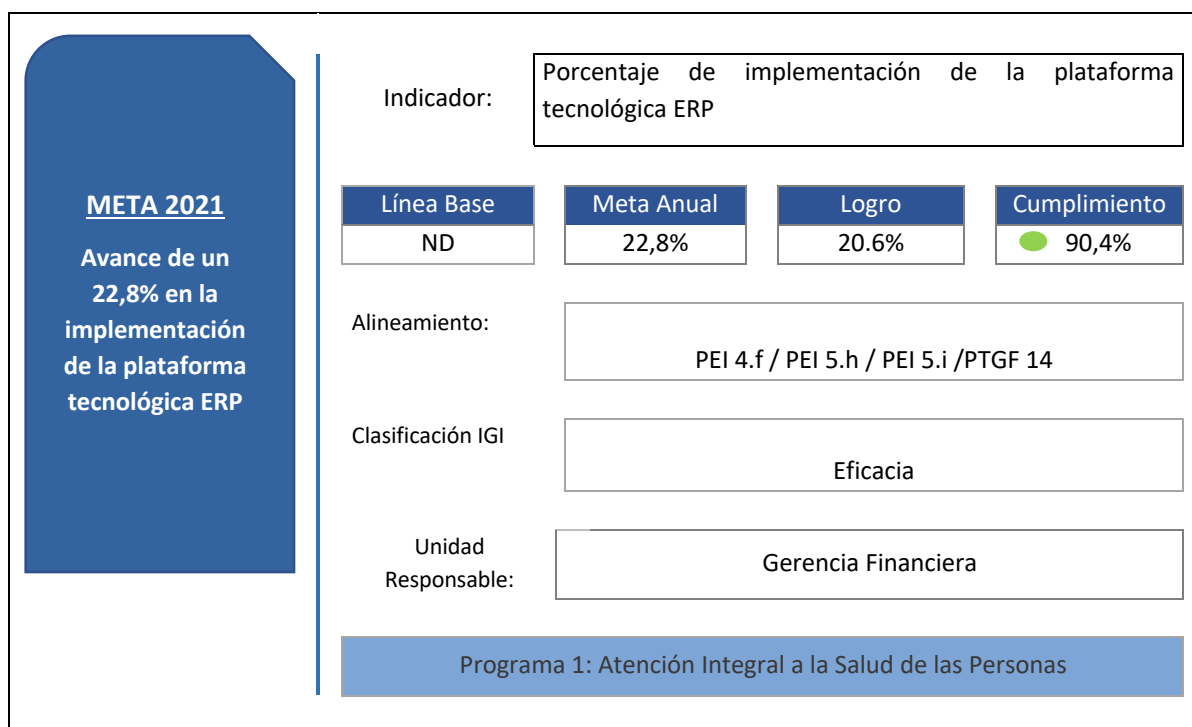 META 2021
Avance de un
22,8% en la
implementación
de la plataforma
tecnológica ERP
Indicador:
Porcentaje de implementación de la plataforma
tecnológica ERP
Línea Base
ND
Meta Anual
22,8%
Logro
20.6%
Cumplimiento
90,4%
Alineamiento:
PEI 4.f / PEI 5.h / PEI 5.i /PTGF 14
Clasificación IGI
Eficacia
Unidad
Responsable:
Gerencia Financiera
Programa 1: Atención Integral a la Salud de las Personas